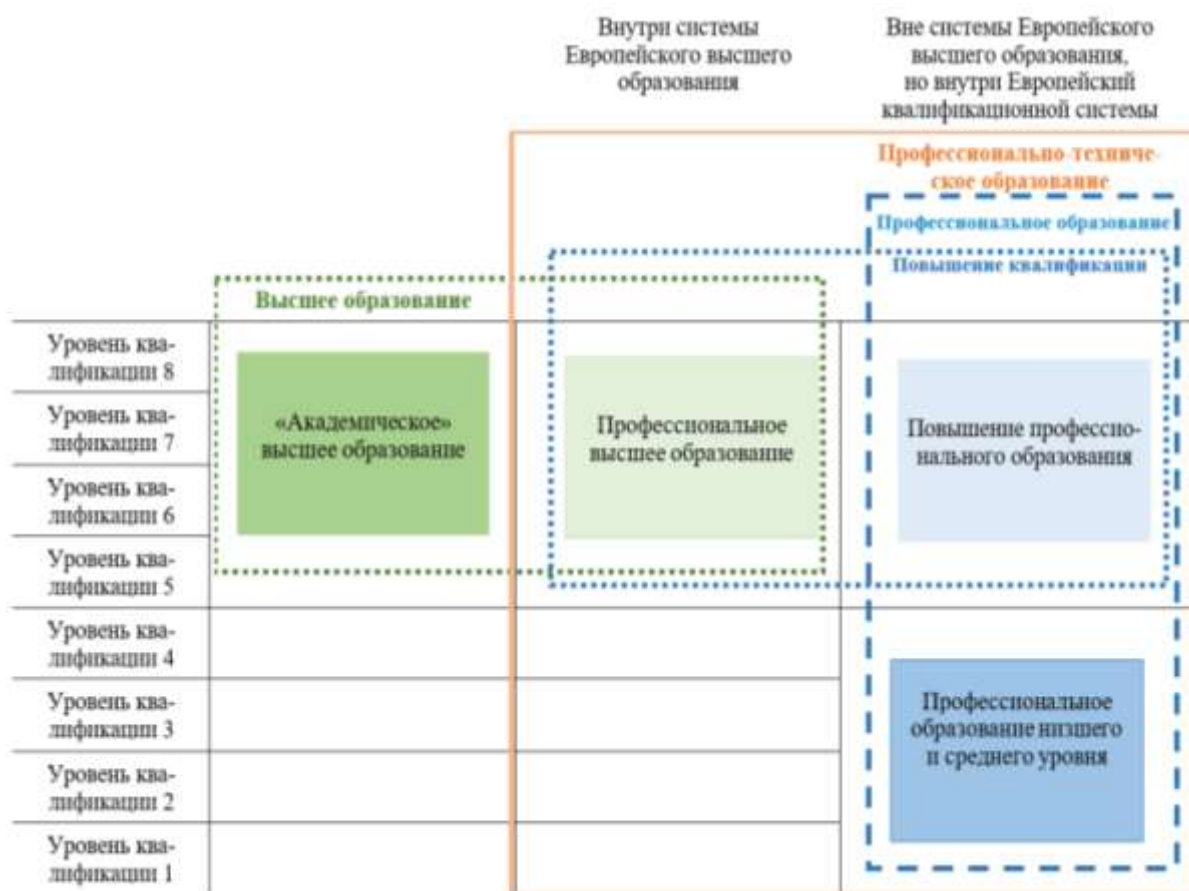 Внутри системы
Европейского высшего
образования
Вне системы Европейского
высшего образования,
но внутри Европейский
квалификационной системы
Профессионально-техниче-
ское образование
Профессиональное образование
Повышение квалификации
Высшее образование
Уровень ква-
лификации 8
Уровень ква-
лификации 7
Уровень ква-
лификации 6
Уровень ква-
лификации 5
Уровень ква-
лификации 4
Уровень ква-
лификации 3
Уровень ква-
лификации 2
Уровень ква-
лификации 1
«Академическое»
высшее образование
Профессиональное
высшее образование
Повышение професcио-
нального образования
Профессиональное
образование низшего
и среднего уровня